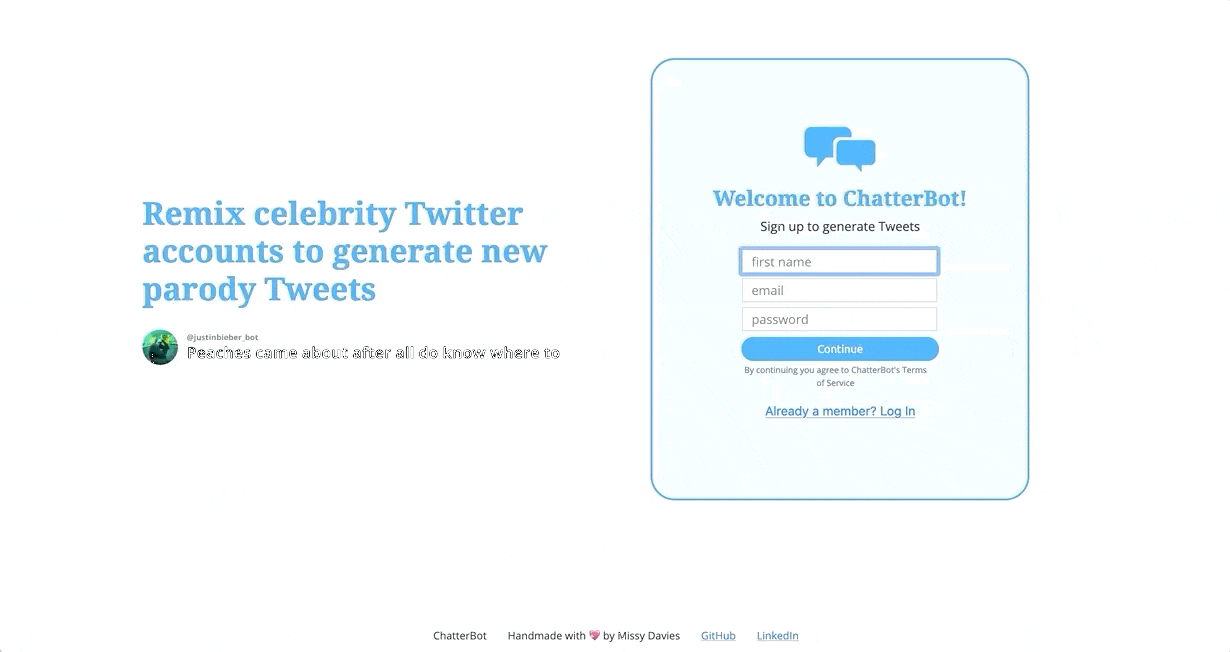 Remix celebrity Twitter
accounts to generate new
parody Tweets
@justinbieber_bot
Peaches came about after all do know where to
Welcome to ChatterBot!
Sign up to generate Tweets
first name
email
password
Continue
By continuing you agree to ChatterBot's Terms
of Service
Already a member? Log In
ChatterBot Handmade with 💖 by Missy Davies GitHub LinkedIn